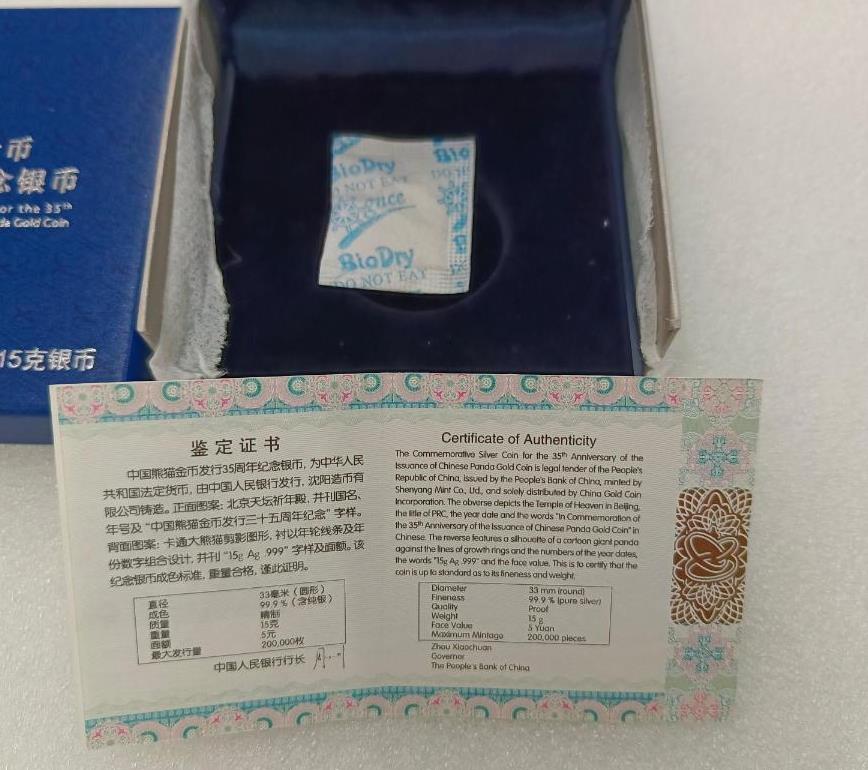 币
念银币
or the 35th
da Gold Coin
15克银币
BioDry
DO NOT EAT
Bio
BioDry
DO NOT EAT
鉴定证书
中国熊猫金币发行35周年纪念银币，为中华人民
共和国法定货币，由中国人民银行发行，沈阳造币有
限公司铸造。正面图案：北京天坛祈年殿，并刊国名、
年号及“中国熊猫金币发行三十五周年纪念”字样。
背面图案：卡通大熊猫剪影图形，衬以年轮线条及年
份数字组合设计，并刊“15g Ag .999”字样及面额。该
纪念银币成色标准，重量合格，谨此证明。
直径 33毫米（圆形）
成色 99.9％（含纯银）
质量 精制
重量 15克
面额 5元
最大发行量 200,000枚
中国人民银行行长
Certificate of Authenticity
The Commemorative Silver Coin for the 35th Anniversary of the
Issuance of Chinese Panda Gold Coin is legal tender of the People's
Republic of China, issued by the People's Bank of China, minted by
Shenyang Mint Co., Ltd., and solely distributed by China Gold Coin
Incorporation. The obverse depicts the Temple of Heaven in Beijing,
the title of PRC, the year date and the words "In Commemoration of
the 35th Anniversary of the Issuance of Chinese Panda Gold Coin" in
Chinese. The reverse features a silhouette of a cartoon giant panda
against the lines of growth rings and the numbers of the year dates,
the words "15g Ag .999" and the face value. This is to certify that the
coin is up to standard as to its fineness and weight.
Diameter 33 mm (round)
Fineness 99.9 % (pure silver)
Quality Proof
Weight 15 g
Face Value 5 Yuan
Maximum Mintage 200,000 pieces
Zhou Xiaochuan
Governor
The People's Bank of China